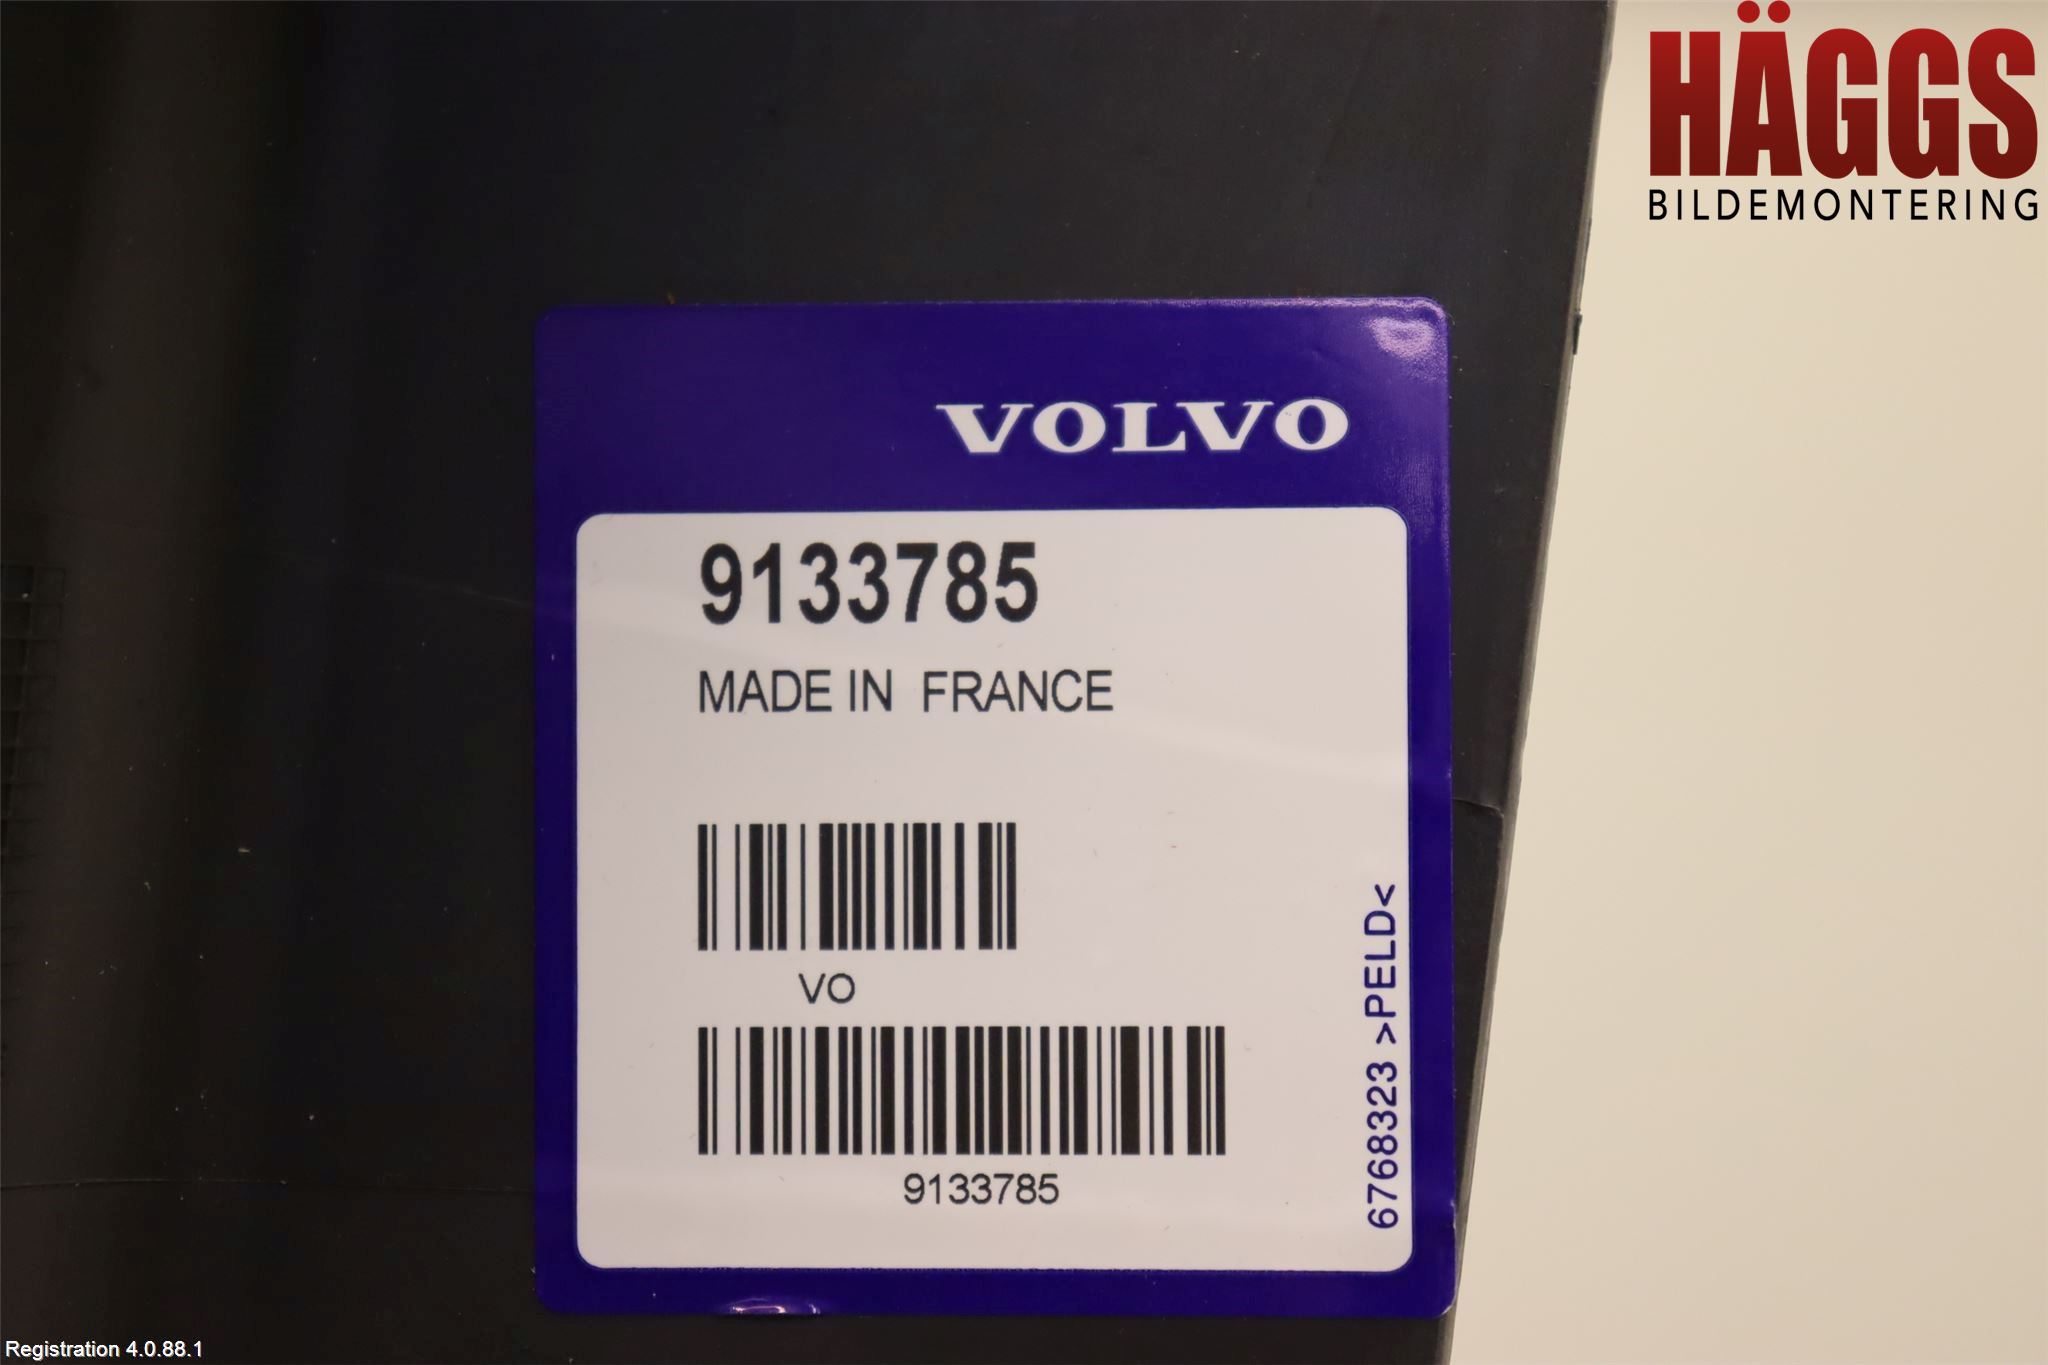 HÄGGS
BILDEMONTERING
VOLVO
9133785
MADE IN FRANCE
VO
9133785
6768323 >PELD<
Registration 4.0.88.1